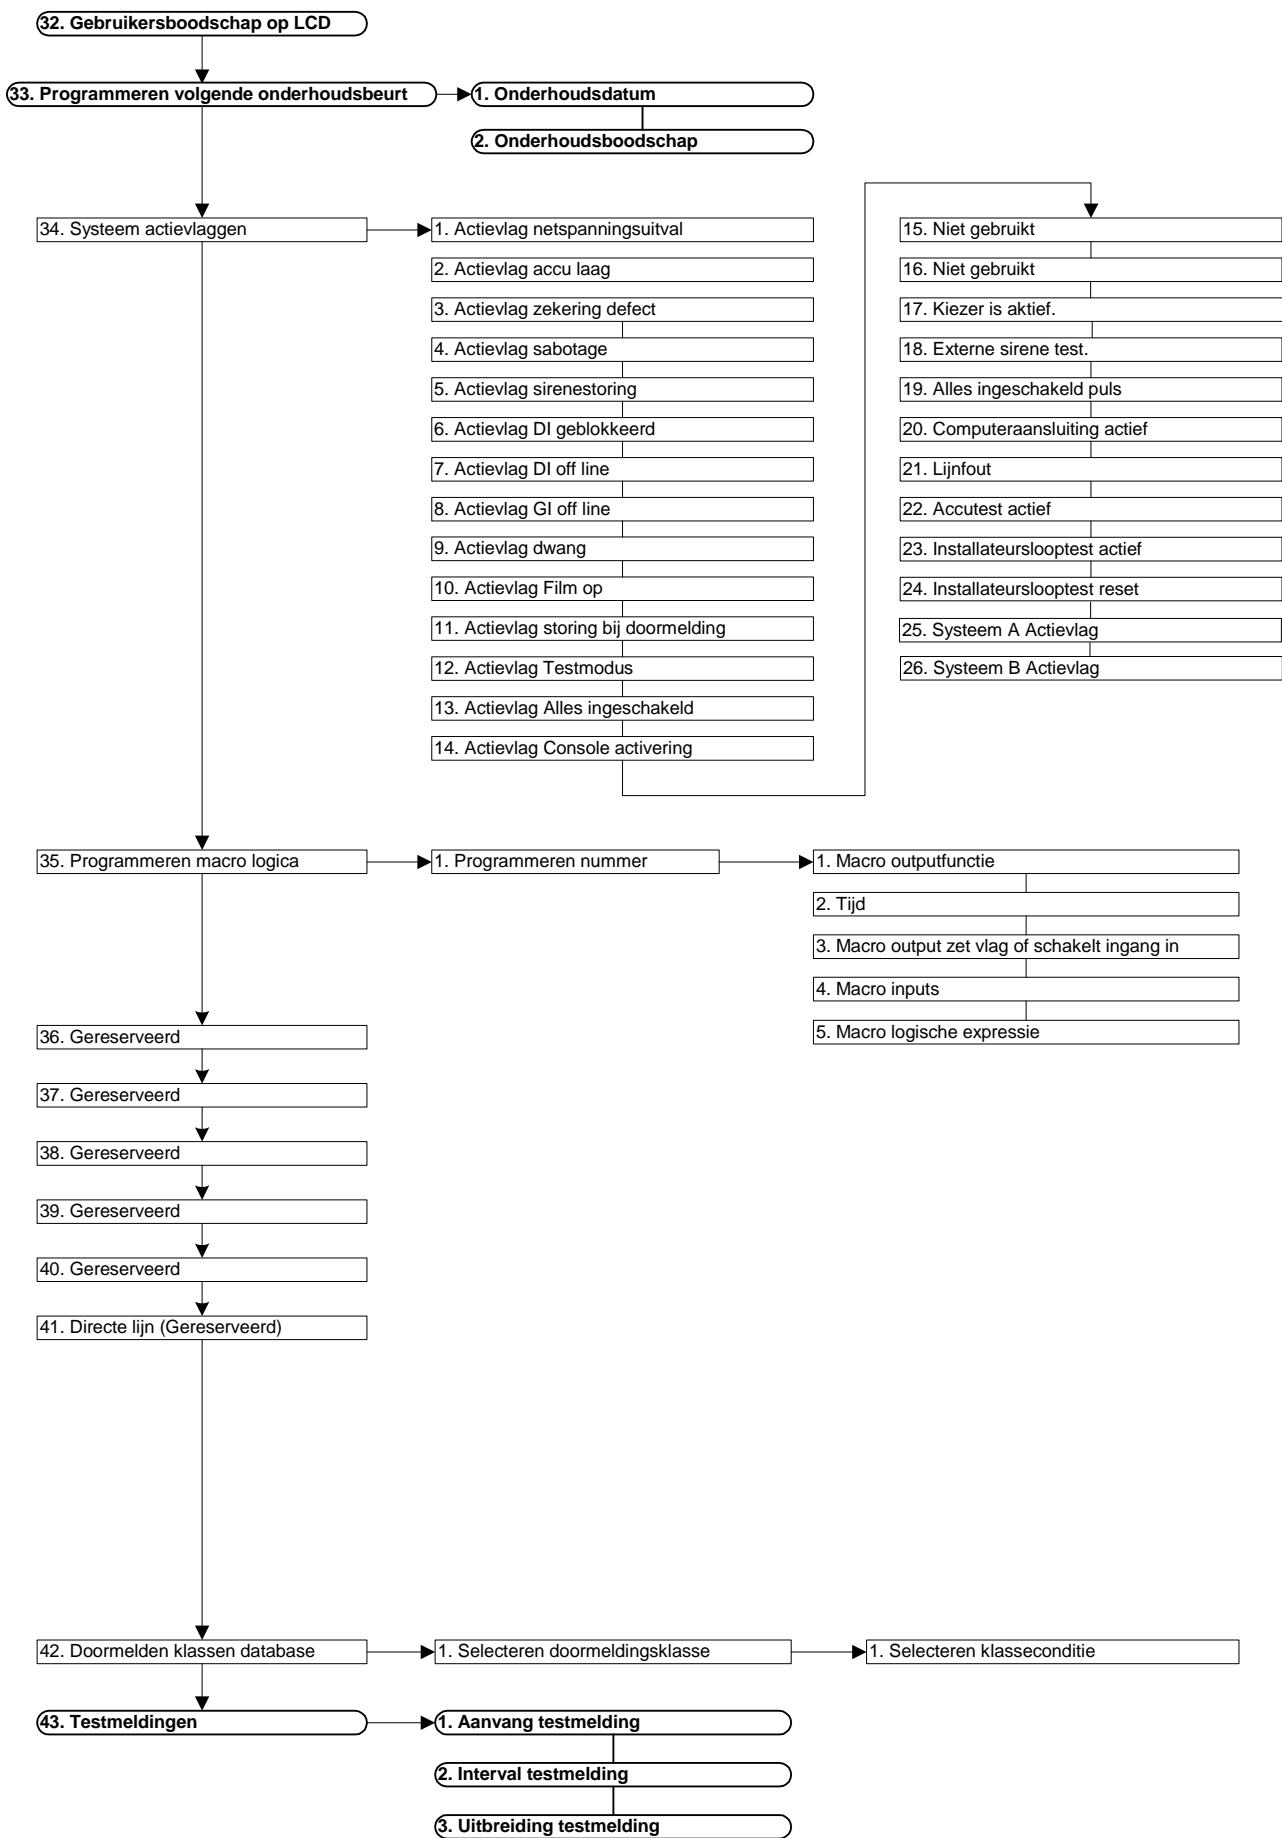 32. Gebruikersboodschap op LCD
33. Programmeren volgende onderhoudsbeurt
1. Onderhoudsdatum
2. Onderhoudsboodschap
34. Systeem actievlaggen
1. Actievlag netspanningsuitval
2. Actievlag accu laag
3. Actievlag zekering defect
4. Actievlag sabotage
5. Actievlag sirenestoring
6. Actievlag DI geblokkeerd
7. Actievlag DI off line
8. Actievlag GI off line
9. Actievlag dwang
10. Actievlag Film op
11. Actievlag storing bij doormelding
12. Actievlag Testmodus
13. Actievlag Alles ingeschakeld
14. Actievlag Console activering
15. Niet gebruikt
16. Niet gebruikt
17. Kiezer is aktief.
18. Externe sirene test.
19. Alles ingeschakeld puls
20. Computeraansluiting actief
21. Lijnfout
22. Accutest actief
23. Installateurslooptest actief
24. Installateurslooptest reset
25. Systeem A Actievlag
26. Systeem B Actievlag
35. Programmeren macro logica
1. Programmeren nummer
1. Macro outputfunctie
2. Tijd
3. Macro output zet vlag of schakelt ingang in
4. Macro inputs
5. Macro logische expressie
36. Gereserveerd
37. Gereserveerd
38. Gereserveerd
39. Gereserveerd
40. Gereserveerd
41. Directe lijn (Gereserveerd)
42. Doormelden klassen database
1. Selecteren doormeldingsklasse
1. Selecteren klasseconditie
43. Testmeldingen
1. Aanvang testmelding
2. Interval testmelding
3. Uitbreiding testmelding